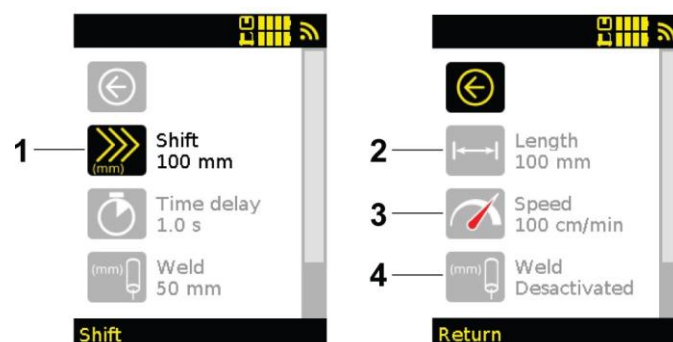 1
(mm)
Shift
100 mm
Time delay
1.0 s
(mm)
Weld
50 mm
Shift
2
Length
100 mm
3
Speed
100 cm/min
4
(mm)
Weld
Desactivated
Return